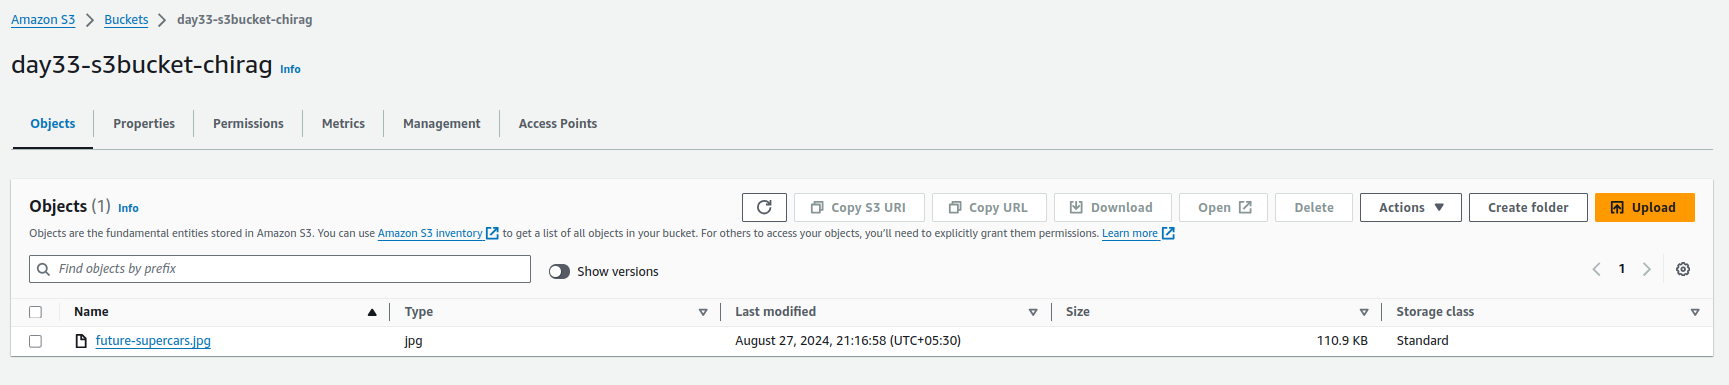 Amazon S3 > Buckets > day33-s3bucket-chirag
day33-s3bucket-chirag Info
Objects Properties Permissions Metrics Management Access Points
Objects (1) Info Copy S3 URI Copy URL Download Open Delete Actions Create folder Upload
Objects are the fundamental entities stored in Amazon S3. You can use Amazon S3 inventory to get a list of all objects in your bucket. For others to access your objects, you'll need to explicitly grant them permissions. Learn more
Find objects by prefix Show versions 1
Name Type Last modified Size Storage class
future-supercars.jpg jpg August 27, 2024, 21:16:58 (UTC+05:30) 110.9 KB Standard